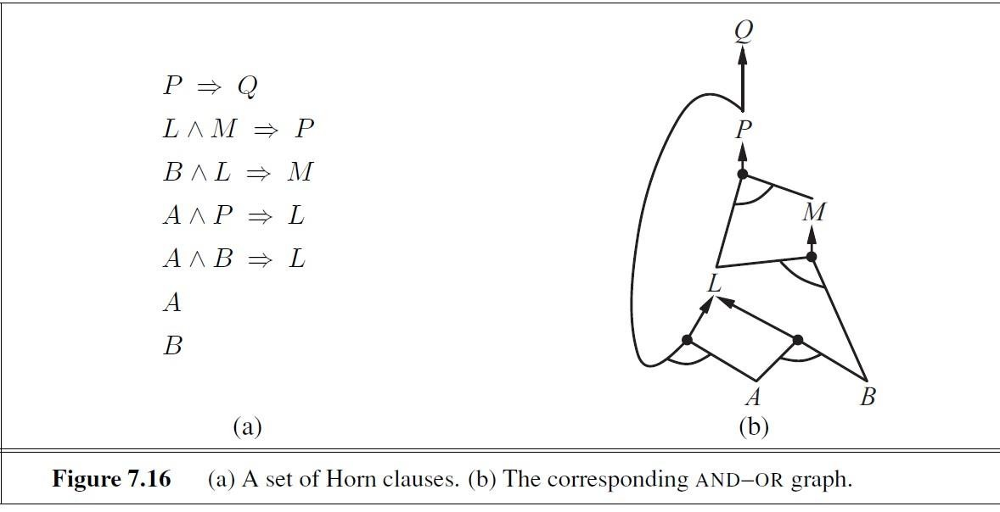 P ⇒ Q
L ∧ M ⇒ P
B ∧ L ⇒ M
A ∧ P ⇒ L
A ∧ B ⇒ L
A
B
(a)
Q
P
M
L
A B
(b)
Figure 7.16 (a) A set of Horn clauses. (b) The corresponding AND–OR graph.